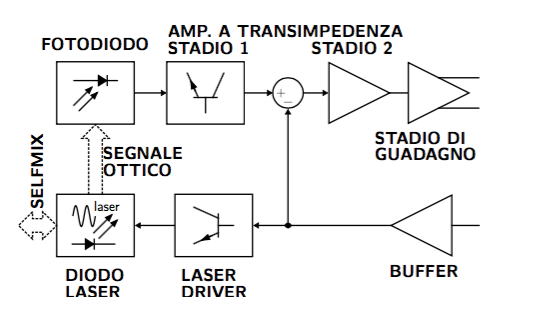 AMP. A TRANSIMPEDENZA
FOTODIODO
STADIO 1
STADIO 2
+
−
STADIO DI
GUADAGNO
SEGNALE
OTTICO
SELFMIX
laser
DIODO
LASER
LASER
DRIVER
BUFFER